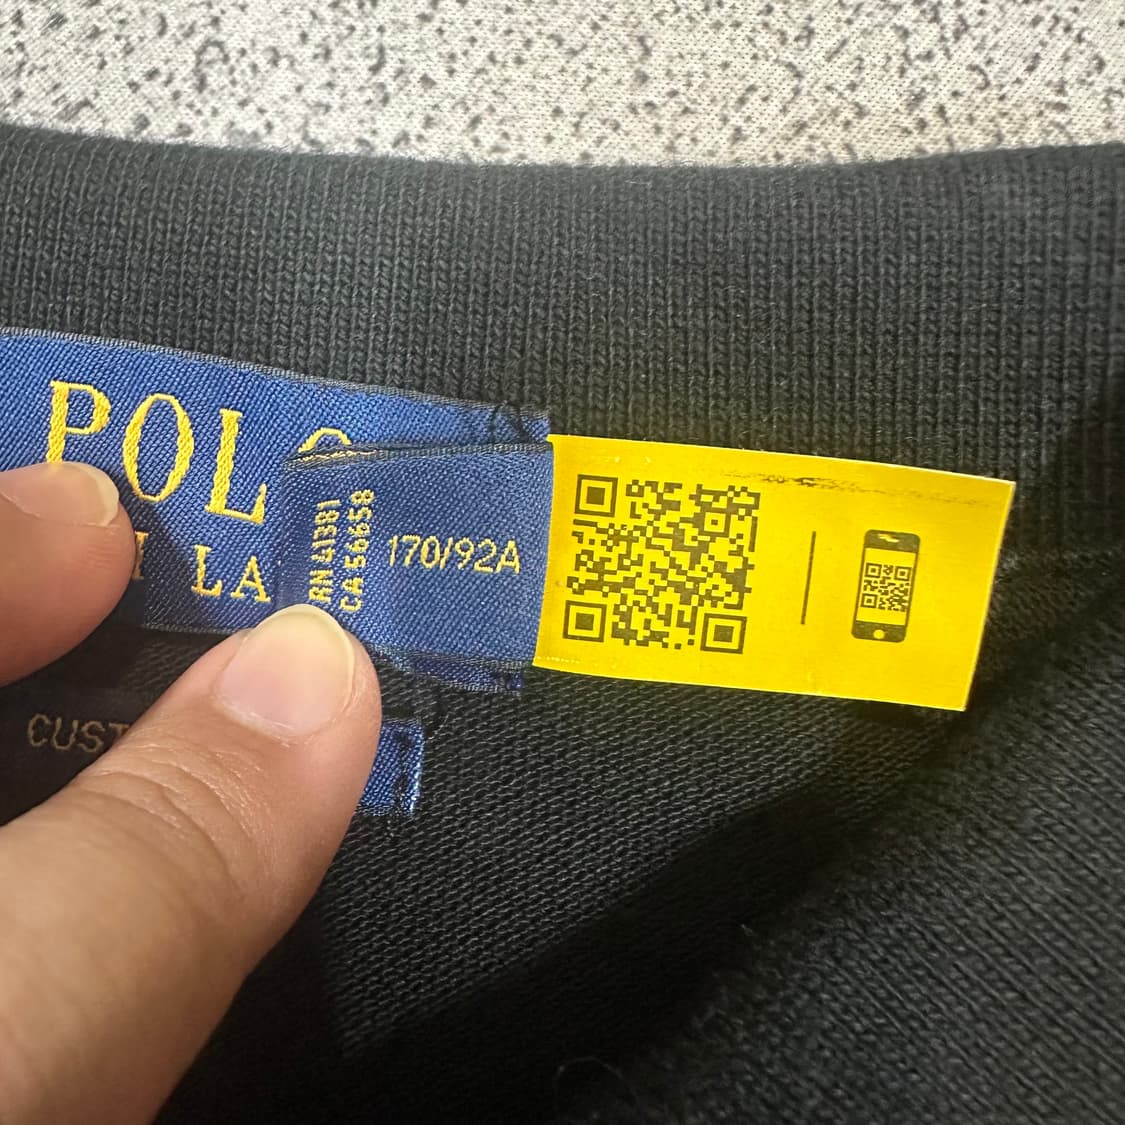 POLO
LA
RN 41381
CA 56658
170/92A
CUST